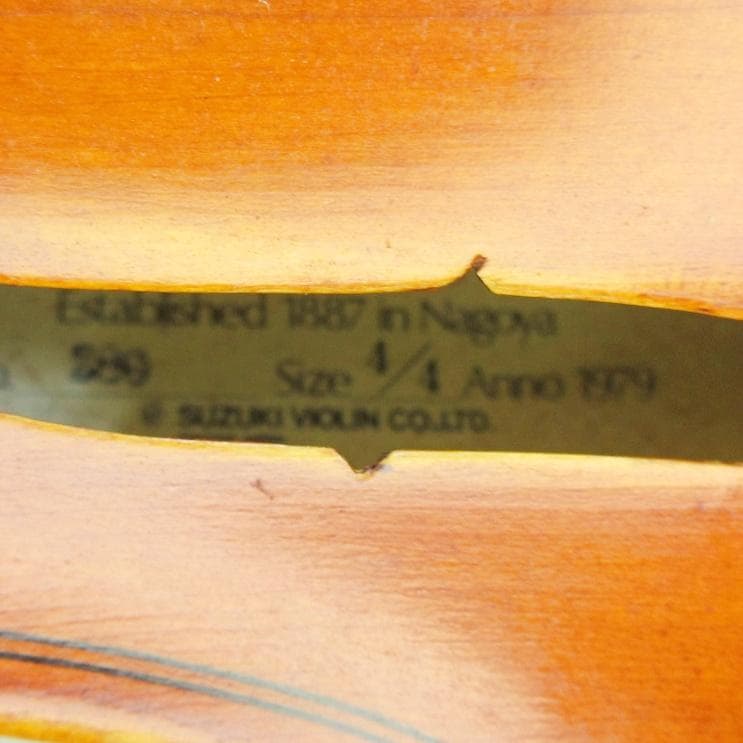 Established 1887 in Nagoya
Size 4/4 Anno 1979
© SUZUKI VIOLIN CO.LTD.